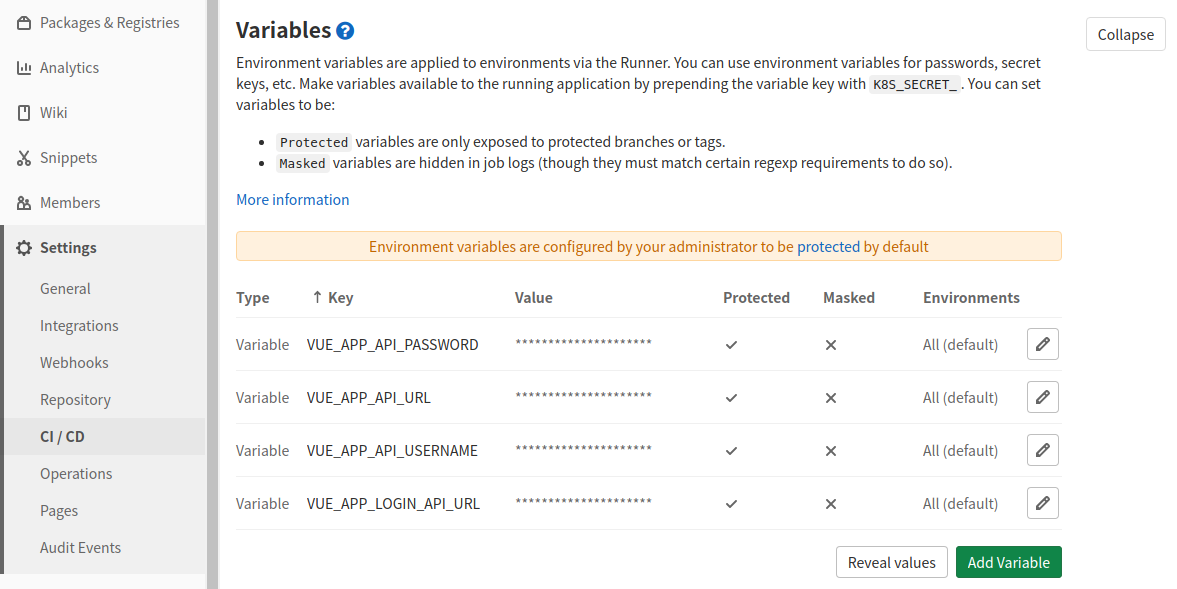 Packages & Registries
Analytics
Wiki
Snippets
Members
Settings
General
Integrations
Webhooks
Repository
CI / CD
Operations
Pages
Audit Events
Variables ?
Collapse
Environment variables are applied to environments via the Runner. You can use environment variables for passwords, secret
keys, etc. Make variables available to the running application by prepending the variable key with K8S_SECRET_ . You can set
variables to be:
• Protected variables are only exposed to protected branches or tags.
• Masked variables are hidden in job logs (though they must match certain regexp requirements to do so).
More information
Environment variables are configured by your administrator to be protected by default
Type ↑ Key Value Protected Masked Environments
Variable VUE_APP_API_PASSWORD ********************* ✓ ✕ All (default)
Variable VUE_APP_API_URL ********************* ✓ ✕ All (default)
Variable VUE_APP_API_USERNAME ********************* ✓ ✕ All (default)
Variable VUE_APP_LOGIN_API_URL ********************* ✓ ✕ All (default)
Reveal values Add Variable